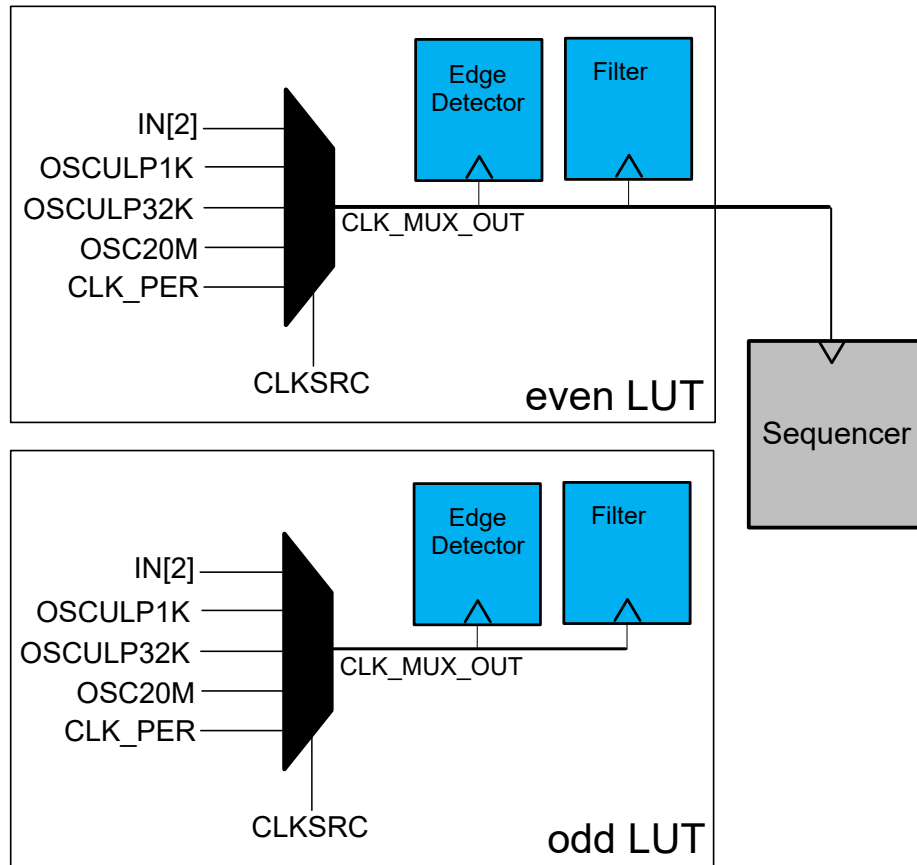 Edge
Detector
Filter
IN[2]
OSCULP1K
OSCULP32K
OSC20M
CLK_PER
CLK_MUX_OUT
CLKSRC
even LUT
Sequencer
Edge
Detector
Filter
IN[2]
OSCULP1K
OSCULP32K
OSC20M
CLK_PER
CLK_MUX_OUT
CLKSRC
odd LUT